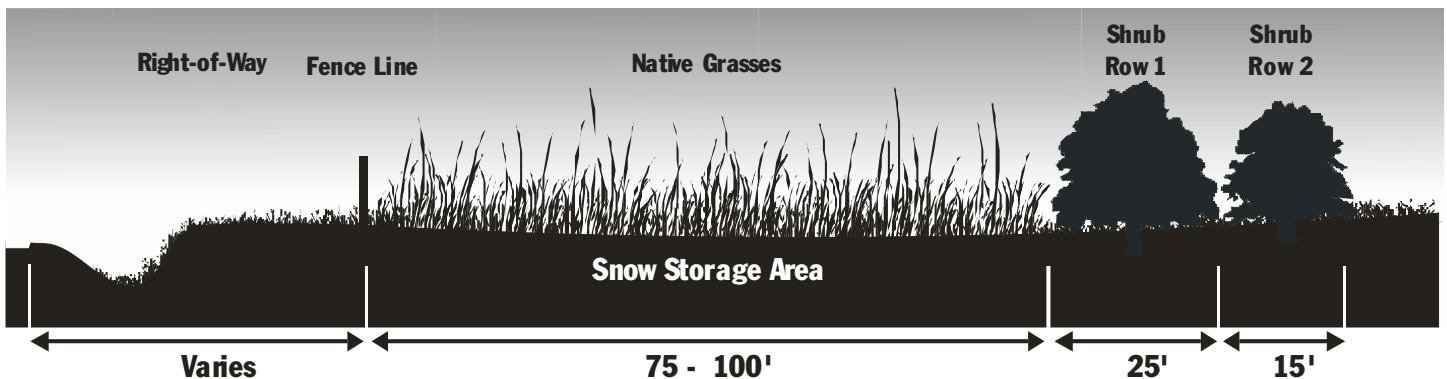 Right-of-Way
Fence Line
Native Grasses
Shrub
Row 1
Shrub
Row 2
Snow Storage Area
Varies
75 - 100'
25'
15'